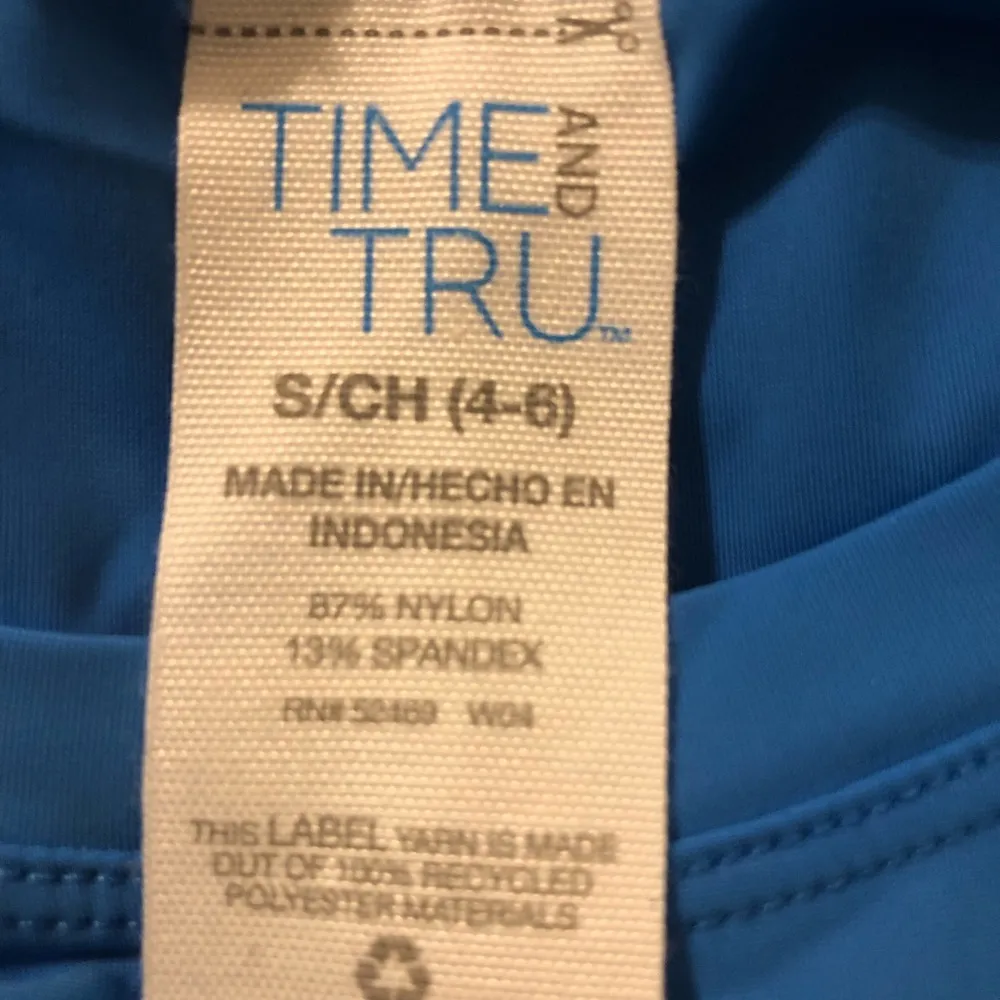 TIME AND
TRU™
S/CH (4-6)
MADE IN/HECHO EN
INDONESIA
87% NYLON
13% SPANDEX
RN# 52469 W04
THIS LABEL YARN IS MADE
OUT OF 100% RECYCLED
POLYESTER MATERIALS